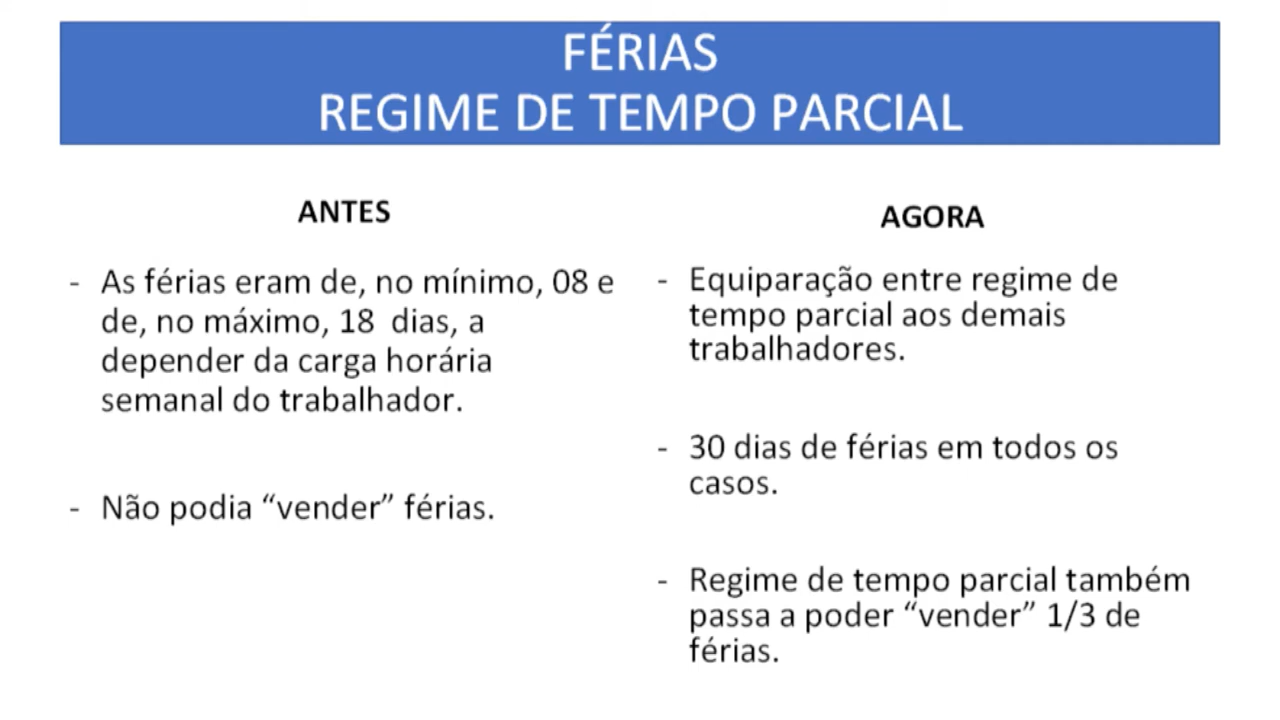 FÉRIAS
REGIME DE TEMPO PARCIAL
ANTES
- As férias eram de, no mínimo, 08 e
de, no máximo, 18 dias, a
depender da carga horária
semanal do trabalhador.
- Não podia “vender” férias.
AGORA
- Equiparação entre regime de
tempo parcial aos demais
trabalhadores.
- 30 dias de férias em todos os
casos.
- Regime de tempo parcial também
passa a poder “vender” 1/3 de
férias.